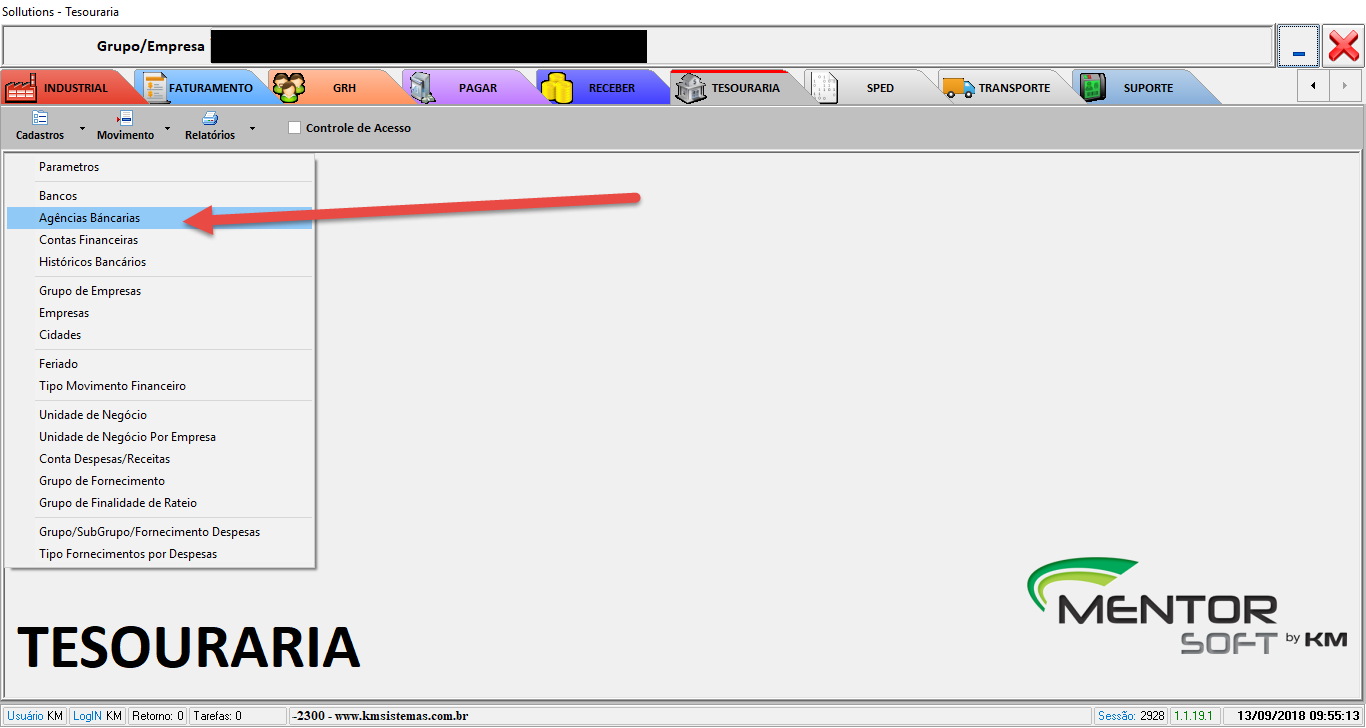 Sollutions - Tesouraria
Grupo/Empresa
INDUSTRIAL FATURAMENTO GRH PAGAR RECEBER TESOURARIA SPED TRANSPORTE SUPORTE
Cadastros Movimento Relatórios Controle de Acesso
Parametros
Bancos
Agências Báncarias
Contas Financeiras
Históricos Bancários
Grupo de Empresas
Empresas
Cidades
Feriado
Tipo Movimento Financeiro
Unidade de Negócio
Unidade de Negócio Por Empresa
Conta Despesas/Receitas
Grupo de Fornecimento
Grupo de Finalidade de Rateio
Grupo/SubGrupo/Fornecimento Despesas
Tipo Fornecimentos por Despesas
TESOURARIA
MENTOR
SOFT by KM
Usuário KM LogIN KM Retorno: 0 Tarefas: 0 -2300 - www.kmsistemas.com.br Sessão: 2928 1.1.19.1 13/09/2018 09:55:13